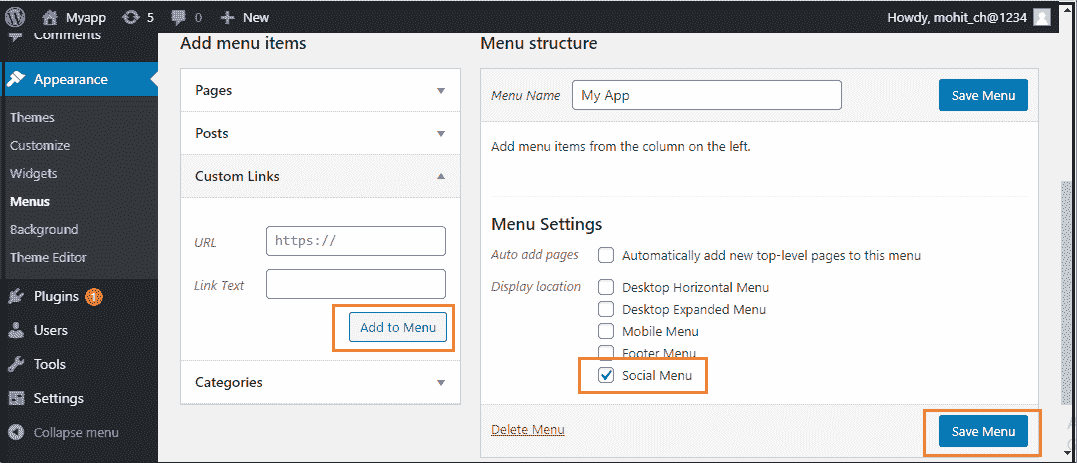 Myapp 5 0 New Howdy, mohit_ch@1234
Comments
Appearance
Themes
Customize
Widgets
Menus
Background
Theme Editor
Plugins 1
Users
Tools
Settings
Collapse menu
Add menu items
Pages
Posts
Custom Links
URL https://
Link Text
Add to Menu
Categories
Menu structure
Menu Name My App Save Menu
Add menu items from the column on the left.
Menu Settings
Auto add pages Automatically add new top-level pages to this menu
Display location Desktop Horizontal Menu
Desktop Expanded Menu
Mobile Menu
Footer Menu
Social Menu
Delete Menu Save Menu